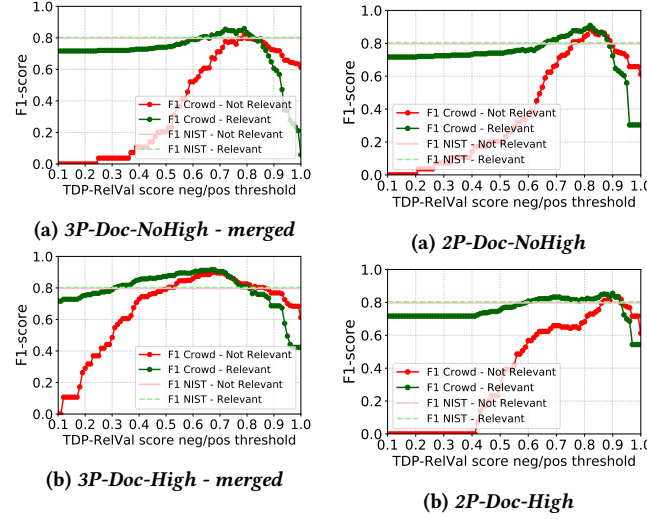 1.0
0.8
0.6
0.4
0.2
0.0
F1-score
F1 Crowd - Not Relevant
F1 Crowd - Relevant
F1 NIST - Not Relevant
F1 NIST - Relevant
0.1 0.2 0.3 0.4 0.5 0.6 0.7 0.8 0.9 1.0
TDP-RelVal score neg/pos threshold
(a) 3P-Doc-NoHigh - merged
1.0
0.8
0.6
0.4
0.2
0.0
F1-score
F1 Crowd - Not Relevant
F1 Crowd - Relevant
F1 NIST - Not Relevant
F1 NIST - Relevant
0.1 0.2 0.3 0.4 0.5 0.6 0.7 0.8 0.9 1.0
TDP-RelVal score neg/pos threshold
(a) 2P-Doc-NoHigh
1.0
0.8
0.6
0.4
0.2
0.0
F1-score
F1 Crowd - Not Relevant
F1 Crowd - Relevant
F1 NIST - Not Relevant
F1 NIST - Relevant
0.1 0.2 0.3 0.4 0.5 0.6 0.7 0.8 0.9 1.0
TDP-RelVal score neg/pos threshold
(b) 3P-Doc-High - merged
1.0
0.8
0.6
0.4
0.2
0.0
F1-score
F1 Crowd - Not Relevant
F1 Crowd - Relevant
F1 NIST - Not Relevant
F1 NIST - Relevant
0.1 0.2 0.3 0.4 0.5 0.6 0.7 0.8 0.9 1.0
TDP-RelVal score neg/pos threshold
(b) 2P-Doc-High